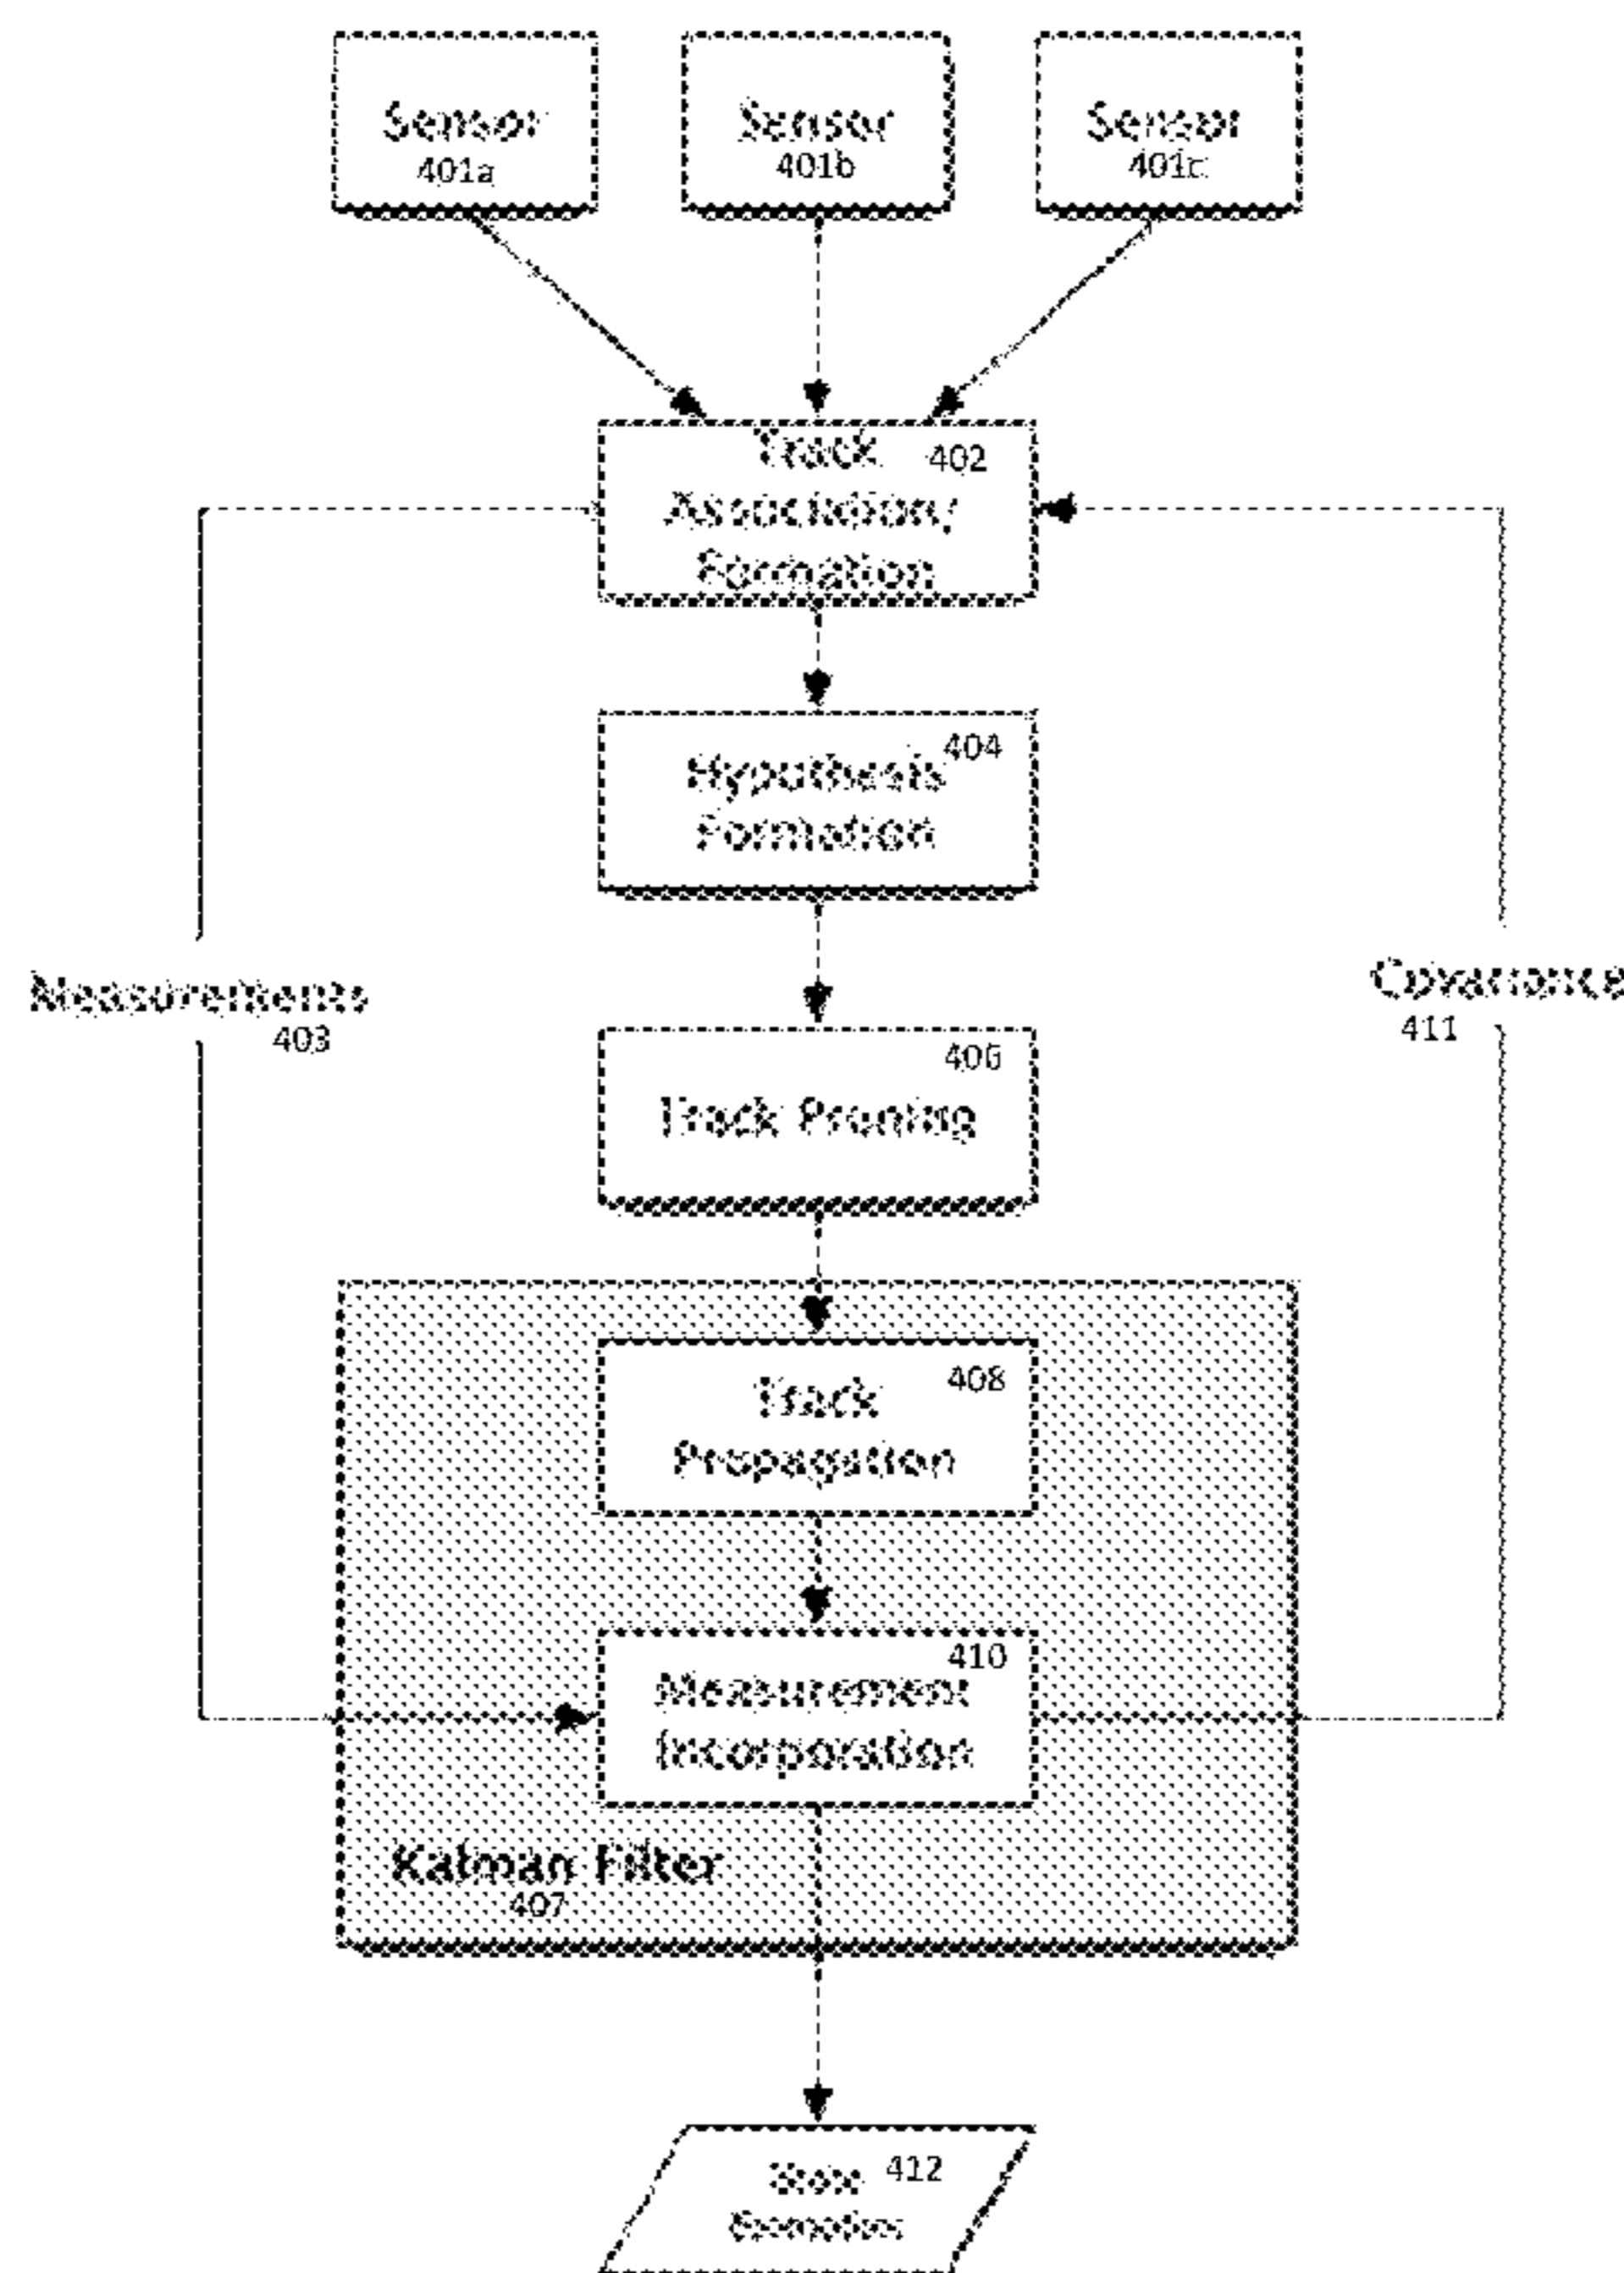 Sensor
401a
Sensor
401b
Sensor
401c
Track 402
Association/
Formation
404
Hypothesis
Formation
Measurements
403
Covariance
411
406
Track Pruning
408
Track
Propagation
410
Measurement
Incorporation
Kalman Filter
407
State 412
Estimates